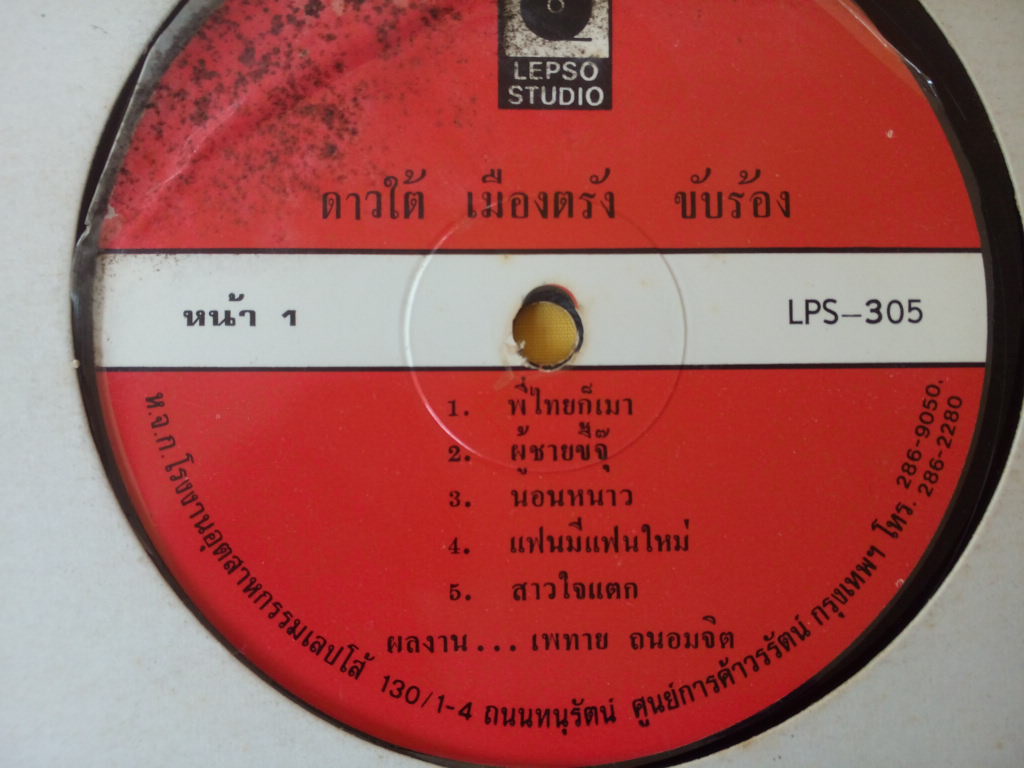 LEPSO
STUDIO
ดาวใต้ เมืองตรัง ขับร้อง
หน้า 1
LPS-305
1. พี่ไทยก็เมา
2. ผู้ชายขี้จุ๊
3. นอนหนาว
4. แฟนมีแฟนใหม่
5. สาวใจแตก
ผลงาน... เพทาย ถนอมจิต
ห.จ.ก.โรงงานอุตสาหกรรมเลปโส้ 130/1-4 ถนนทนุรัตน์ ศูนย์การค้าวรรัตน์ กรุงเทพฯ โทร. 286-9050.
286-2280